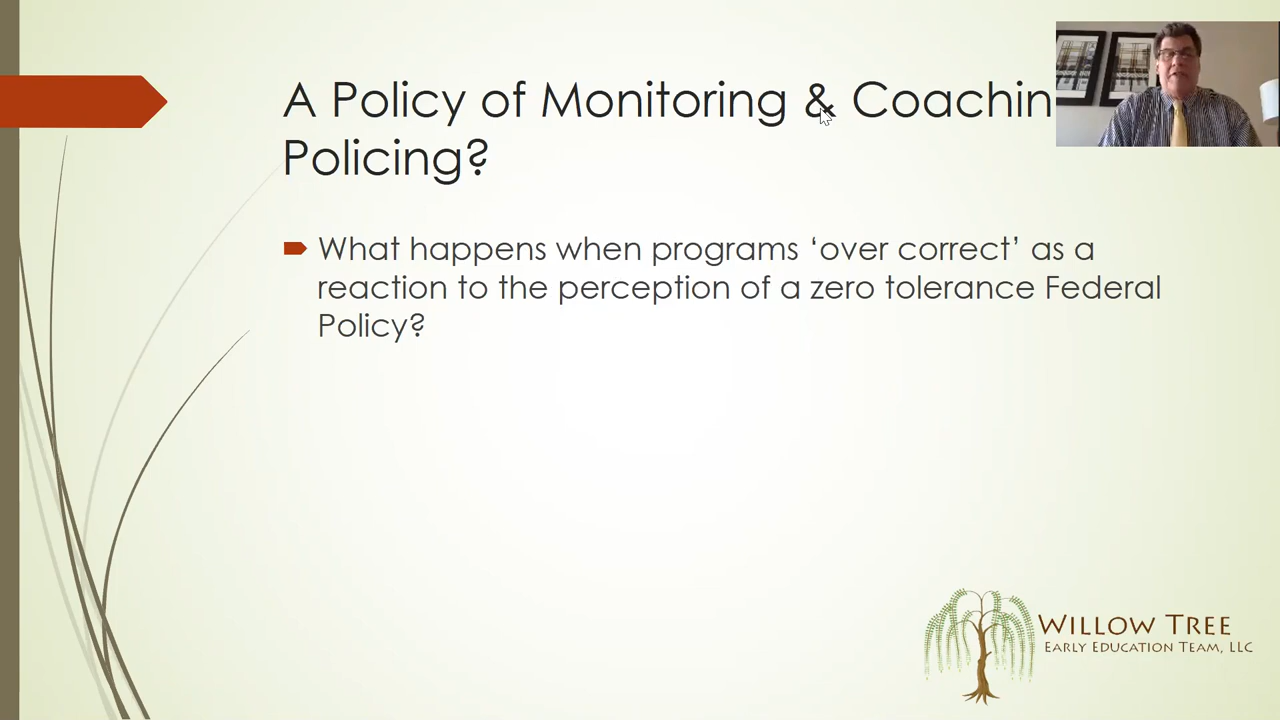 A Policy of Monitoring & Coachin
Policing?
What happens when programs ‘over correct’ as a
reaction to the perception of a zero tolerance Federal
Policy?
WILLOW TREE
EARLY EDUCATION TEAM, LLC